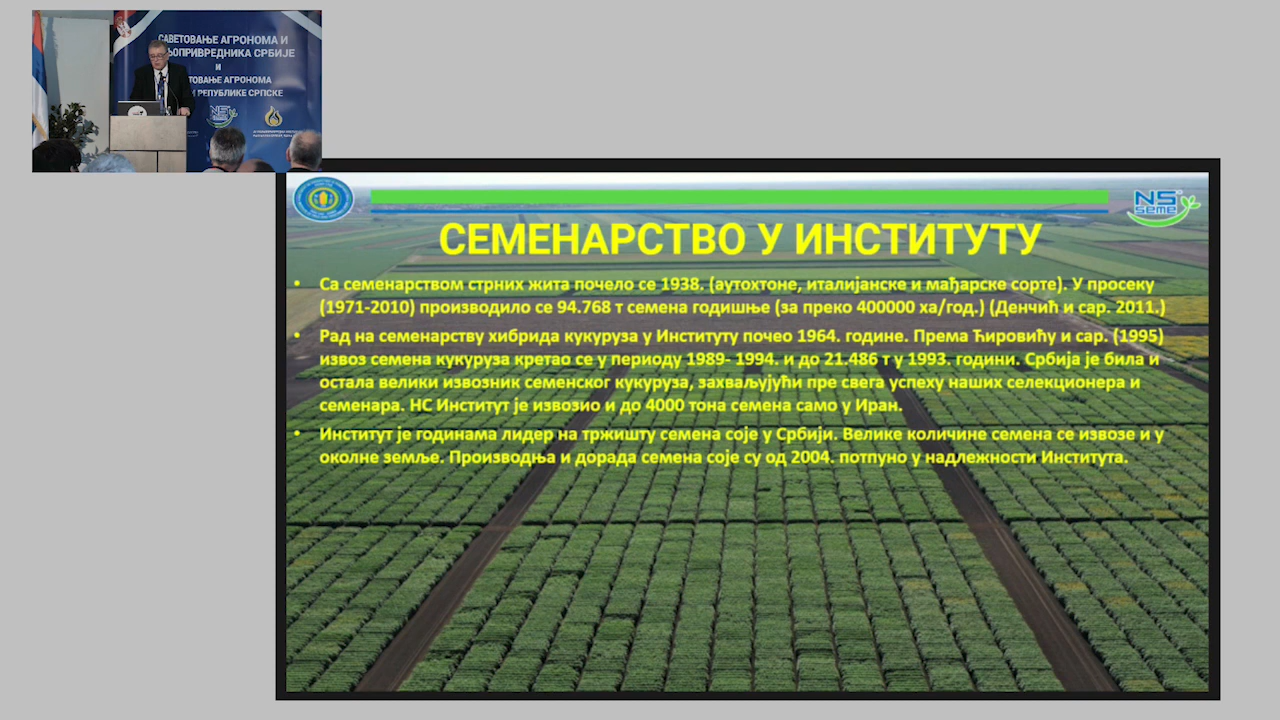 САВЕТОВАЊЕ АГРОНОМА И
ЉОПРИВРЕДНИКА СРБИЈЕ
И
ТОВАЊЕ АГРОНОМА
И РЕПУБЛИКЕ СРПСКЕ
NS
seme
СЕМЕНАРСТВО У ИНСТИТУТУ
• Са семенарством стрних жита почело се 1938. (аутохтоне, италијанске и мађарске сорте). У просеку
(1971-2010) производило се 94.768 т семена годишње (за преко 400000 ха/год.) (Денчић и сар. 2011.)
• Рад на семенарству хибрида кукуруза у Институту почео 1964. године. Према Ћировићу и сар. (1995)
извоз семена кукуруза кретао се у периоду 1989- 1994. и до 21.486 т у 1993. години. Србија је била и
остала велики извозник семенског кукуруза, захваљујући пре свега успеху наших селекционера и
семенара. НС Институт је извозио и до 4000 тона семена само у Иран.
• Институт је годинама лидер на тржишту семена соје у Србији. Велике количине семена се извозе и у
околне земље. Производња и дорада семена соје су од 2004. потпуно у надлежности Института.